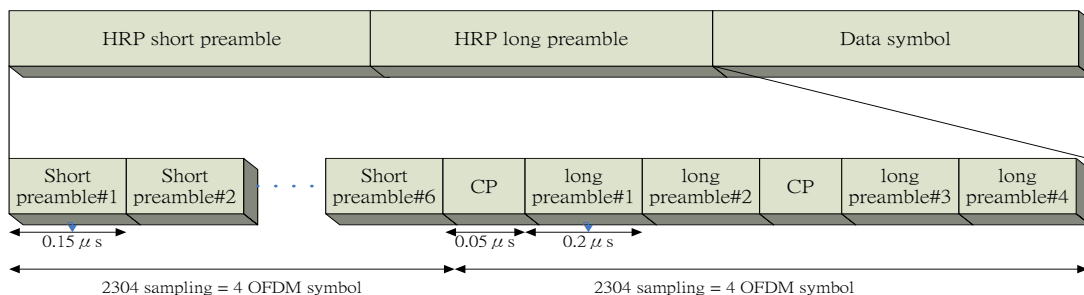 HRP short preamble
HRP long preamble
Data symbol
Short
preamble#1
Short
preamble#2
Short
preamble#6
CP
long
preamble#1
long
preamble#2
CP
long
preamble#3
long
preamble#4
0.15 μ s
0.05 μ s
0.2 μ s
2304 sampling = 4 OFDM symbol
2304 sampling = 4 OFDM symbol